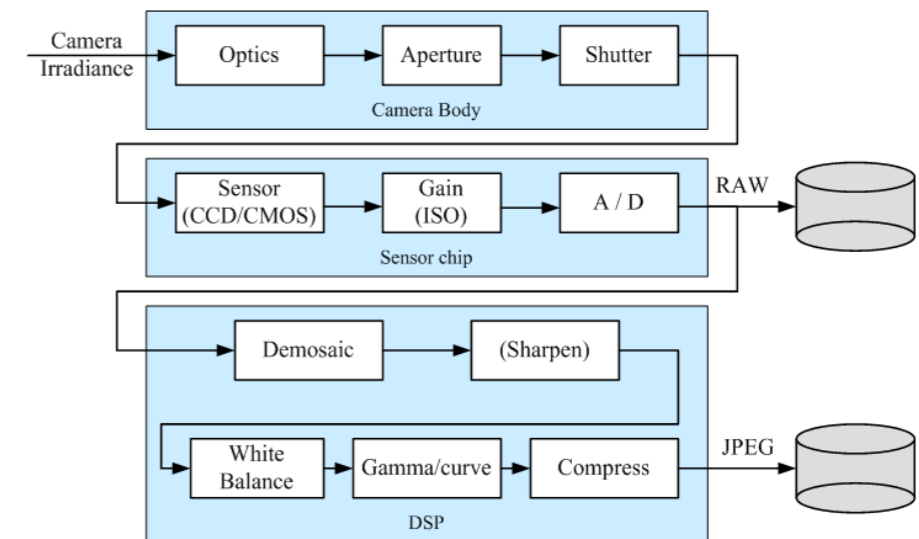 Camera
Irradiance
Optics
Aperture
Shutter
Camera Body
Sensor
(CCD/CMOS)
Gain
(ISO)
A / D
RAW
Sensor chip
Demosaic
(Sharpen)
White
Balance
Gamma/curve
Compress
JPEG
DSP